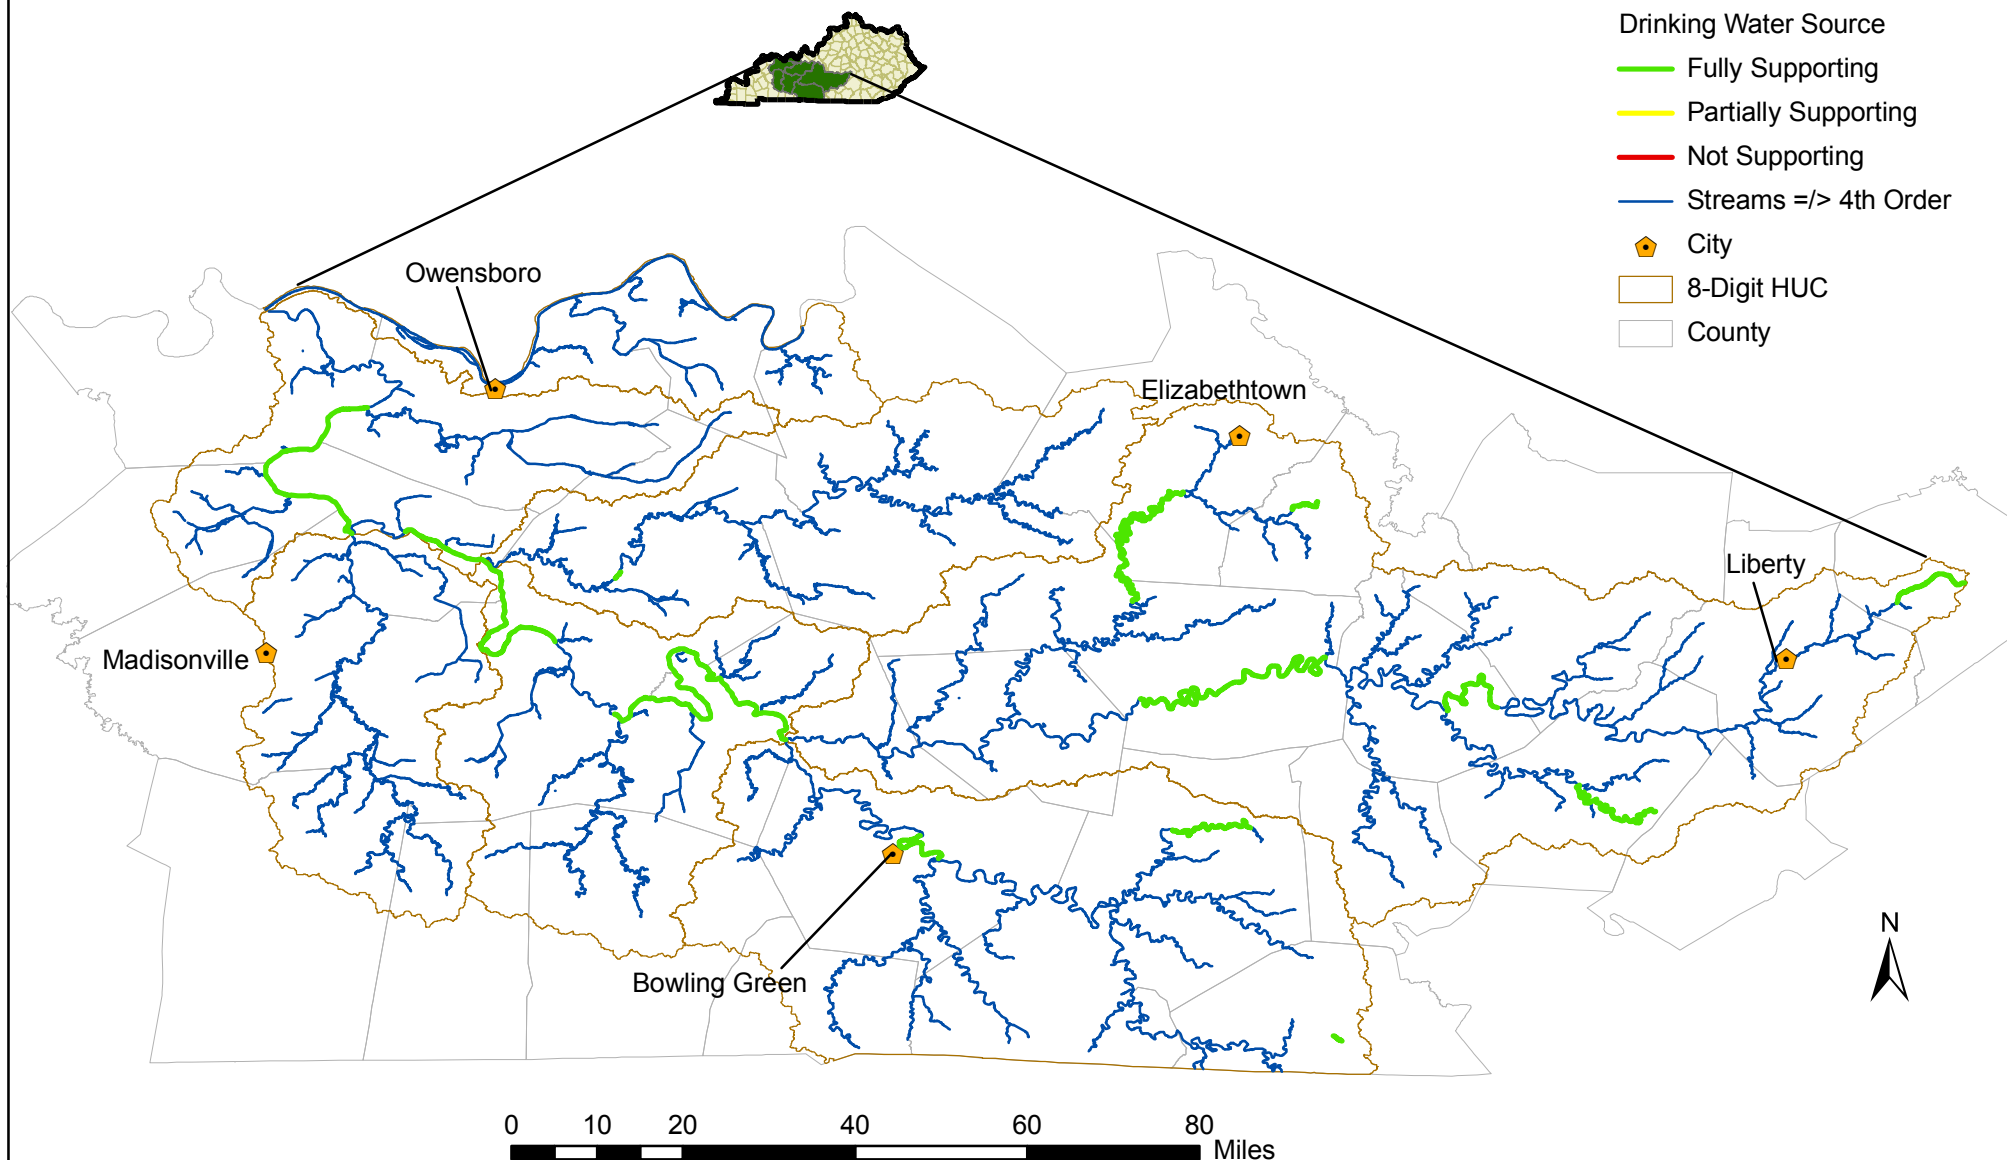 Drinking Water Source
Fully Supporting
Partially Supporting
Not Supporting
Streams =/> 4th Order
City
8-Digit HUC
County
Owensboro
Elizabethtown
Liberty
Madisonville
Bowling Green
N
0 10 20 40 60 80
Miles